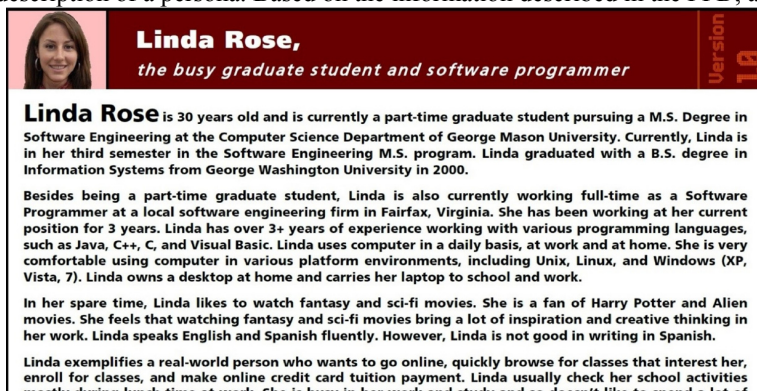 description of a persona. Based on the information described in the
Linda Rose,
the busy graduate student and software programmer
Version
10
Linda Rose is 30 years old and is currently a part-time graduate student pursuing a M.S. Degree in
Software Engineering at the Computer Science Department of George Mason University. Currently, Linda is
in her third semester in the Software Engineering M.S. program. Linda graduated with a B.S. degree in
Information Systems from George Washington University in 2000.
Besides being a part-time graduate student, Linda is also currently working full-time as a Software
Programmer at a local software engineering firm in Fairfax, Virginia. She has been working at her current
position for 3 years. Linda has over 3+ years of experience working with various programming languages,
such as Java, C++, C, and Visual Basic. Linda uses computer in a daily basis, at work and at home. She is very
comfortable using computer in various platform environments, including Unix, Linux, and Windows (XP,
Vista, 7). Linda owns a desktop at home and carries her laptop to school and work.
In her spare time, Linda likes to watch fantasy and sci-fi movies. She is a fan of Harry Potter and Alien
movies. She feels that watching fantasy and sci-fi movies bring a lot of inspiration and creative thinking in
her work. Linda speaks English and Spanish fluently. However, Linda is not good in writing in Spanish.
Linda exemplifies a real-world person who wants to go online, quickly browse for classes that interest her,
enroll for classes, and make online credit card tuition payment. Linda usually check her school activities